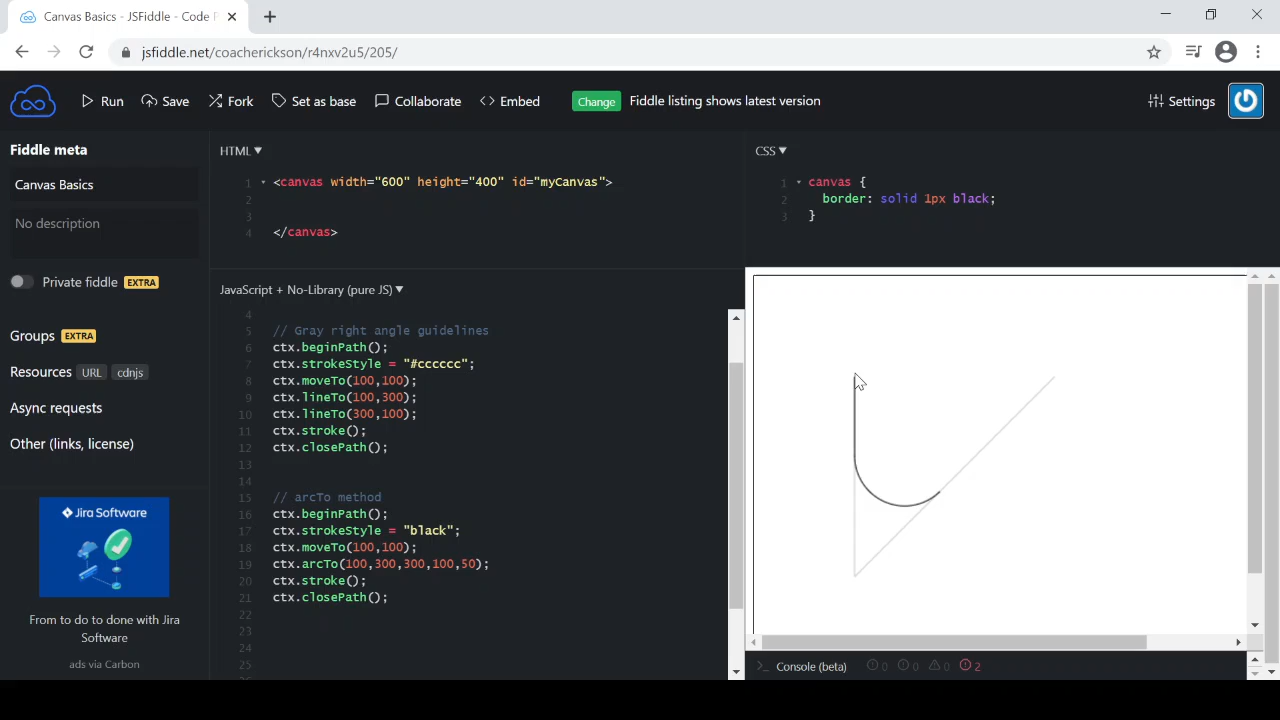 Canvas Basics - JSFiddle - Code P
jsfiddle.net/coacherickson/r4nxv2u5/205/
Run
Save
Fork
Set as base
Collaborate
Embed
Change
Fiddle listing shows latest version
Settings
Fiddle meta
Canvas Basics
No description
Private fiddle EXTRA
Groups EXTRA
Resources URL cdnjs
Async requests
Other (links, license)
Jira Software
From to do to done with Jira
Software
ads via Carbon
HTML
1 <canvas width="600" height="400" id="myCanvas">
2
3
4 </canvas>
CSS
1 canvas {
2 border: solid 1px black;
3 }
JavaScript + No-Library (pure JS)
4
5 // Gray right angle guidelines
6 ctx.beginPath();
7 ctx.strokeStyle = "#cccccc";
8 ctx.moveTo(100,100);
9 ctx.lineTo(100,300);
10 ctx.lineTo(300,100);
11 ctx.stroke();
12 ctx.closePath();
13
14
15 // arcTo method
16 ctx.beginPath();
17 ctx.strokeStyle = "black";
18 ctx.moveTo(100,100);
19 ctx.arcTo(100,300,300,100,50);
20 ctx.stroke();
21 ctx.closePath();
22
23
24
25
>_ Console (beta) 0 0 0 2